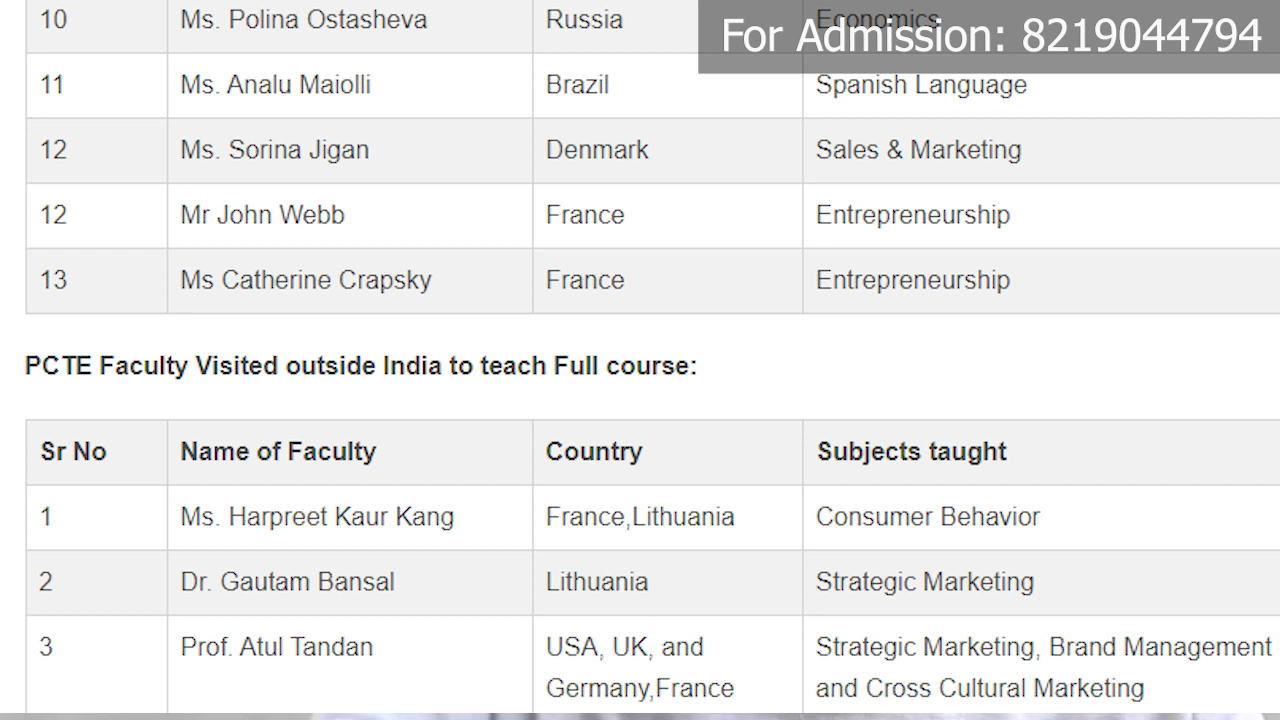 For Admission: 8219044794
10 Ms. Polina Ostasheva Russia Economics
11 Ms. Analu Maiolli Brazil Spanish Language
12 Ms. Sorina Jigan Denmark Sales & Marketing
12 Mr John Webb France Entrepreneurship
13 Ms Catherine Crapsky France Entrepreneurship
PCTE Faculty Visited outside India to teach Full course:
Sr No Name of Faculty Country Subjects taught
1 Ms. Harpreet Kaur Kang France,Lithuania Consumer Behavior
2 Dr. Gautam Bansal Lithuania Strategic Marketing
3 Prof. Atul Tandan USA, UK, and Strategic Marketing, Brand Management
Germany,France and Cross Cultural Marketing